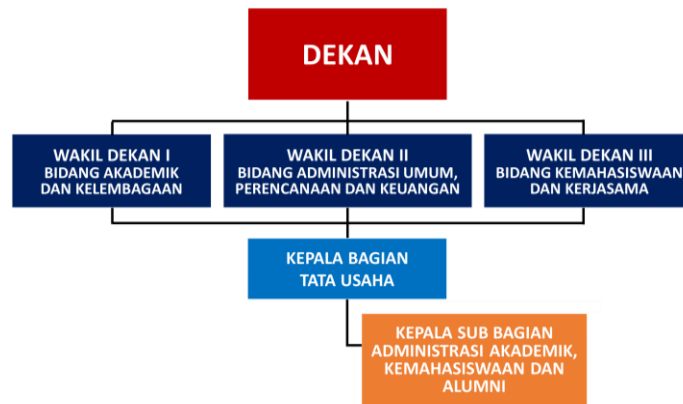 DEKAN
WAKIL DEKAN I
BIDANG AKADEMIK
DAN KELEMBAGAAN
WAKIL DEKAN II
BIDANG ADMINISTRASI UMUM,
PERENCANAAN DAN KEUANGAN
WAKIL DEKAN III
BIDANG KEMAHASISWAAN
DAN KERJASAMA
KEPALA BAGIAN
TATA USAHA
KEPALA SUB BAGIAN
ADMINISTRASI AKADEMIK,
KEMAHASISWAAN DAN
ALUMNI